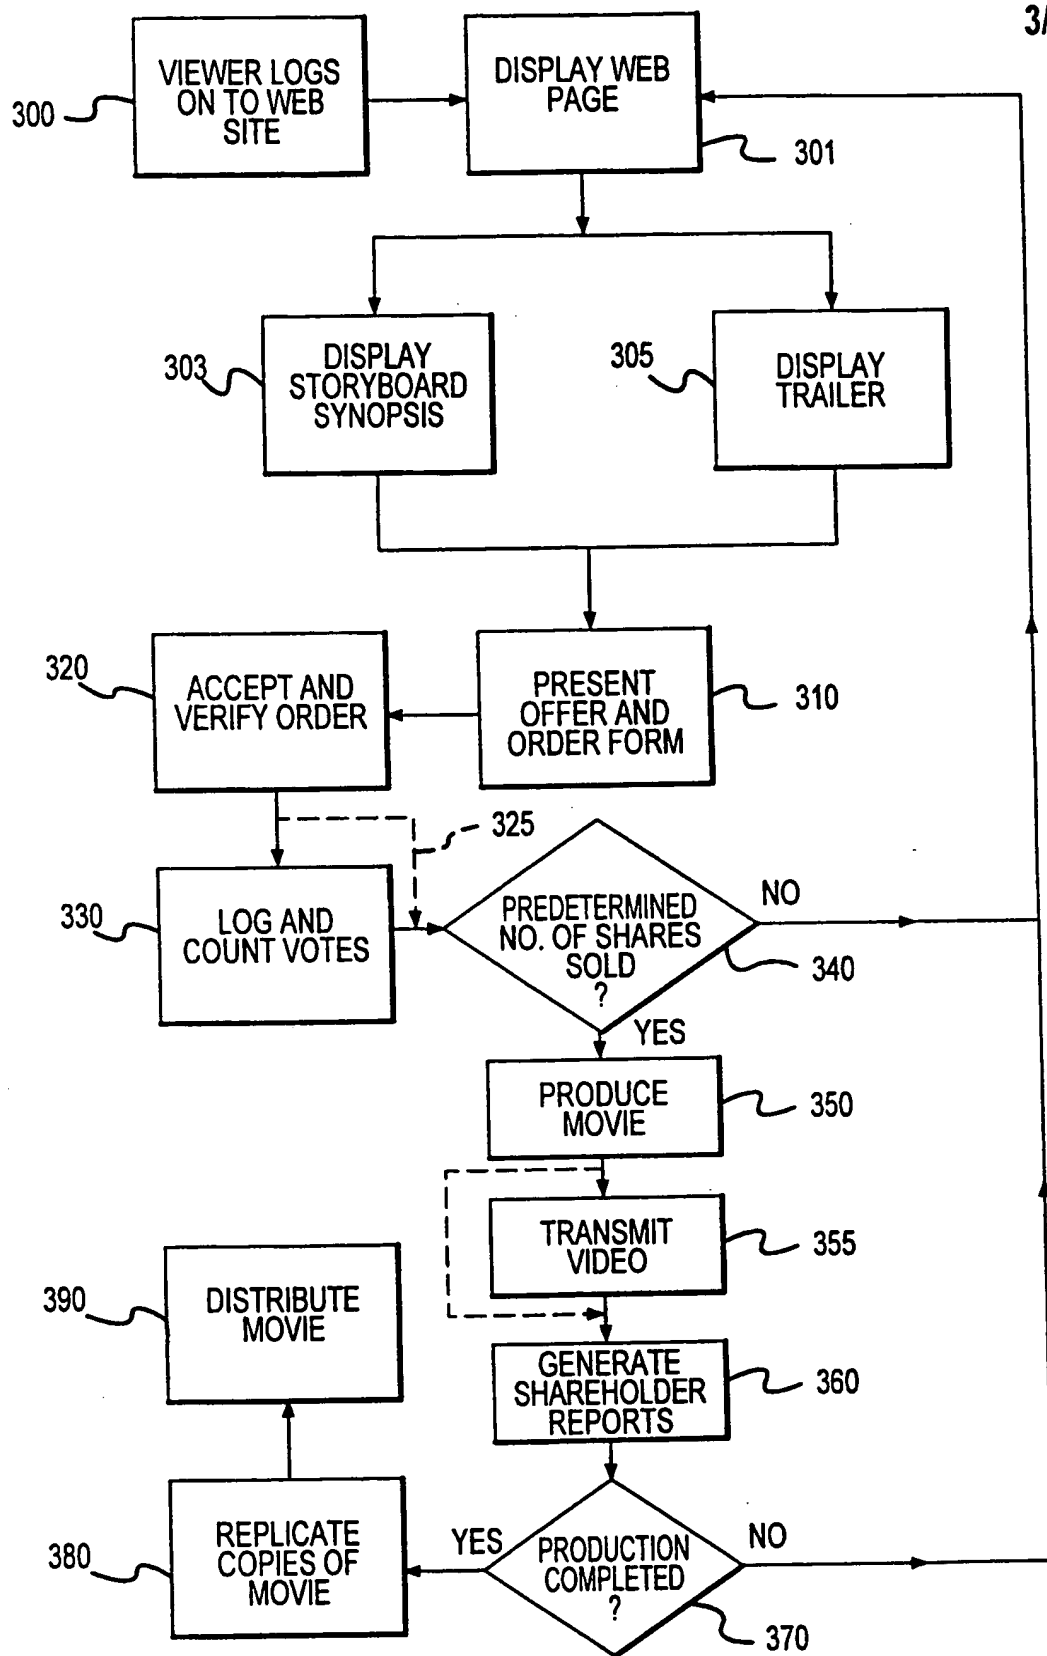 3/
VIEWER LOGS
ON TO WEB
SITE
300
DISPLAY WEB
PAGE
301
303
DISPLAY
STORYBOARD
SYNOPSIS
305
DISPLAY
TRAILER
320
ACCEPT AND
VERIFY ORDER
PRESENT
OFFER AND
ORDER FORM
310
325
330
LOG AND
COUNT VOTES
PREDETERMINED
NO. OF SHARES
SOLD
?
NO
340
YES
PRODUCE
MOVIE
350
TRANSMIT
VIDEO
355
390
DISTRIBUTE
MOVIE
GENERATE
SHAREHOLDER
REPORTS
360
380
REPLICATE
COPIES OF
MOVIE
YES
PRODUCTION
COMPLETED
?
NO
370